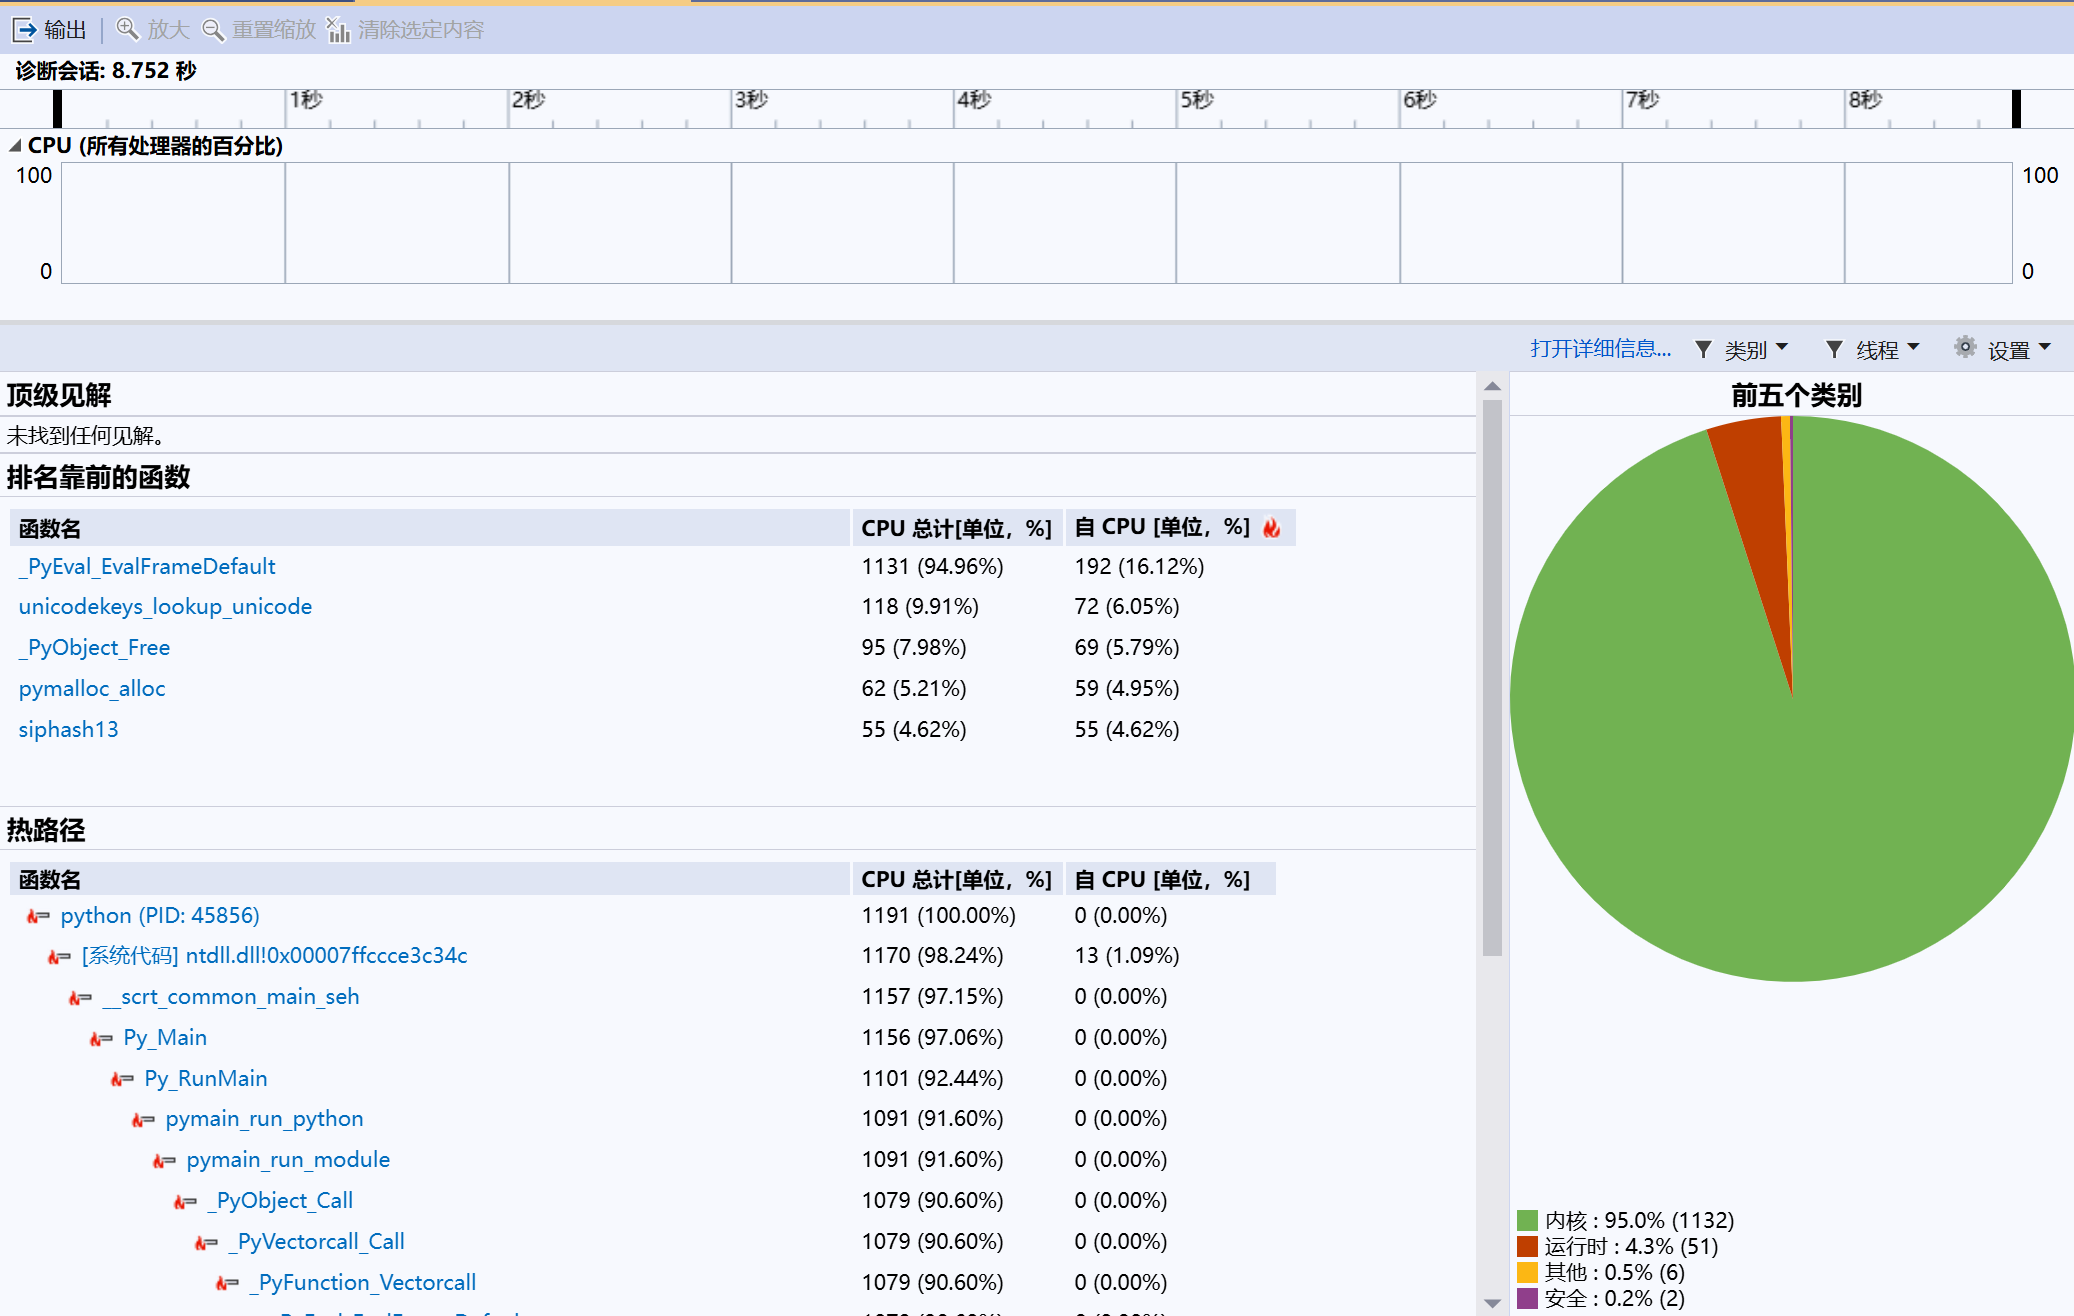 输出 放大 重置缩放 清除选定内容
诊断会话: 8.752 秒
1秒 2秒 3秒 4秒 5秒 6秒 7秒 8秒
CPU (所有处理器的百分比)
100 100
0 0
打开详细信息... 类别 线程 设置
顶级见解
未找到任何见解。
排名靠前的函数
函数名 CPU 总计[单位，%] 自 CPU [单位，%]
_PyEval_EvalFrameDefault 1131 (94.96%) 192 (16.12%)
unicodekeys_lookup_unicode 118 (9.91%) 72 (6.05%)
_PyObject_Free 95 (7.98%) 69 (5.79%)
pymalloc_alloc 62 (5.21%) 59 (4.95%)
siphash13 55 (4.62%) 55 (4.62%)
热路径
函数名 CPU 总计[单位，%] 自 CPU [单位，%]
python (PID: 45856) 1191 (100.00%) 0 (0.00%)
[系统代码] ntdll.dll!0x00007ffccce3c34c 1170 (98.24%) 13 (1.09%)
__scrt_common_main_seh 1157 (97.15%) 0 (0.00%)
Py_Main 1156 (97.06%) 0 (0.00%)
Py_RunMain 1101 (92.44%) 0 (0.00%)
pymain_run_python 1091 (91.60%) 0 (0.00%)
pymain_run_module 1091 (91.60%) 0 (0.00%)
_PyObject_Call 1079 (90.60%) 0 (0.00%)
_PyVectorcall_Call 1079 (90.60%) 0 (0.00%)
_PyFunction_Vectorcall 1079 (90.60%) 0 (0.00%)
前五个类别
内核 : 95.0% (1132)
运行时 : 4.3% (51)
其他 : 0.5% (6)
安全 : 0.2% (2)